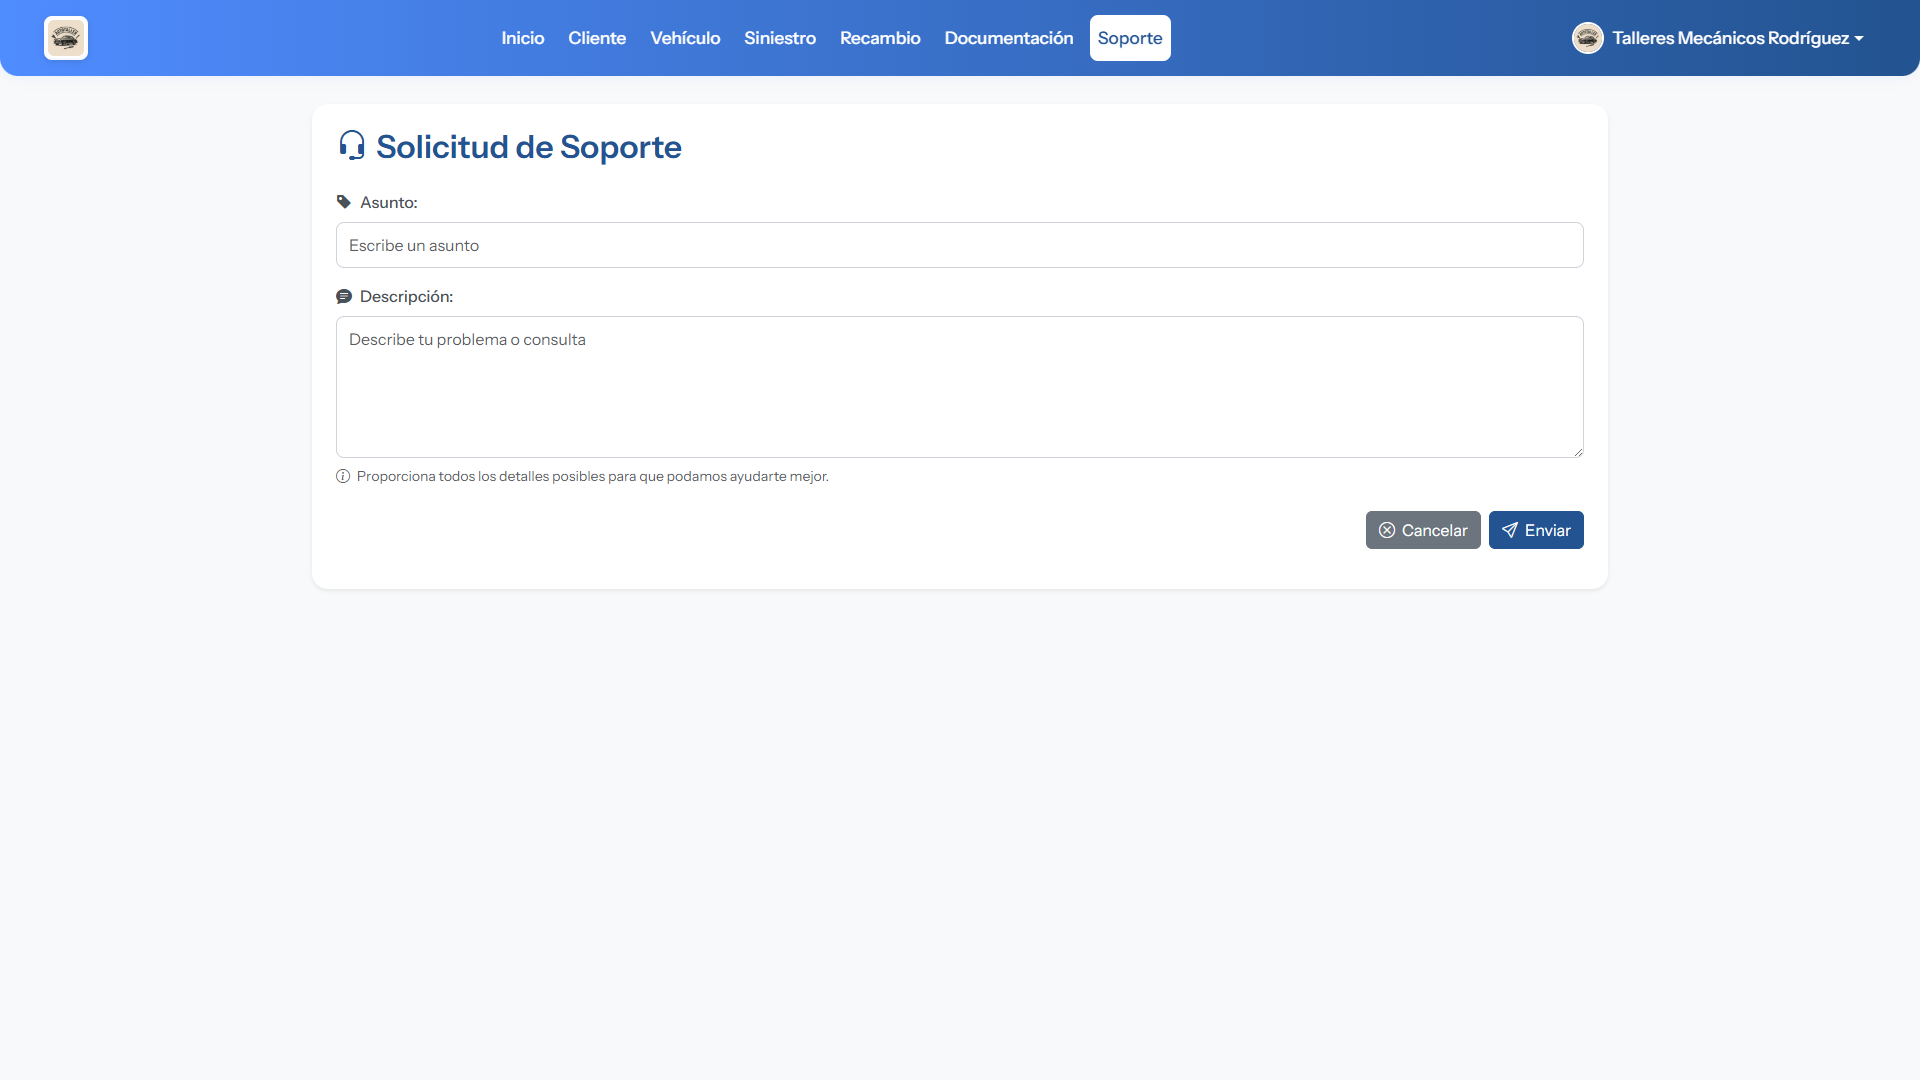 Inicio Cliente Vehículo Siniestro Recambio Documentación Soporte Talleres Mecánicos Rodríguez
Solicitud de Soporte
Asunto:
Escribe un asunto
Descripción:
Describe tu problema o consulta
Proporciona todos los detalles posibles para que podamos ayudarte mejor.
Cancelar Enviar